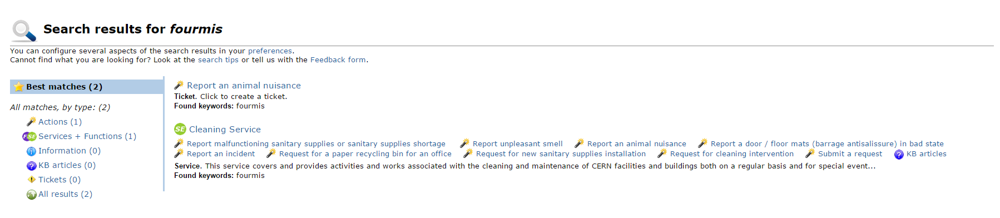 Search results for fourmis
You can configure several aspects of the search results in your preferences.
Cannot find what you are looking for? Look at the search tips or tell us with the Feedback form.
Best matches (2)
All matches, by type: (2)
Actions (1)
FSE Services + Functions (1)
Information (0)
? KB articles (0)
Tickets (0)
All results (2)
Report an animal nuisance
Ticket. Click to create a ticket.
Found keywords: fourmis
SE Cleaning Service
Report malfunctioning sanitary supplies or sanitary supplies shortage Report unpleasant smell Report an animal nuisance Report a door / floor mats (barrage antisalissure) in bad state
Report an incident Request for a paper recycling bin for an office Request for new sanitary supplies installation Request for cleaning intervention Submit a request ? KB articles
Service. This service covers and provides activities and works associated with the cleaning and maintenance of CERN facilities and buildings both on a regular basis and for special event...
Found keywords: fourmis